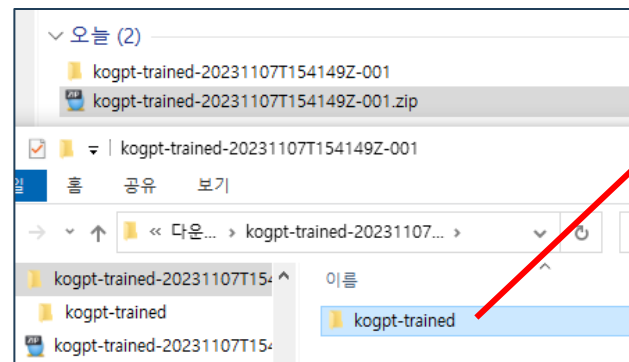 오늘 (2)
kogpt-trained-20231107T154149Z-001
kogpt-trained-20231107T154149Z-001.zip
kogpt-trained-20231107T154149Z-001
일 홈 공유 보기
« 다운... › kogpt-trained-20231107... ›
kogpt-trained-20231107T154
이름
kogpt-trained
kogpt-trained
kogpt-trained-20231107T154